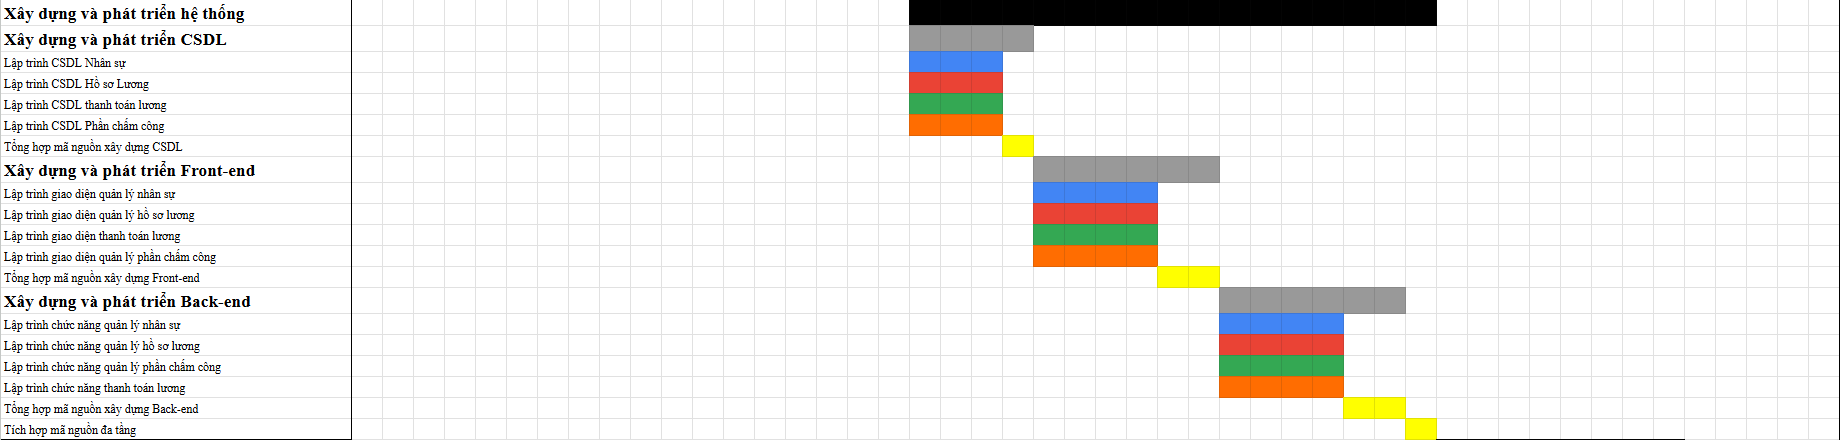 Xây dựng và phát triển hệ thống
Xây dựng và phát triển CSDL
Lập trình CSDL Nhân sự
Lập trình CSDL Hồ sơ Lương
Lập trình CSDL thanh toán lương
Lập trình CSDL Phần chấm công
Tổng hợp mã nguồn xây dựng CSDL
Xây dựng và phát triển Front-end
Lập trình giao diện quản lý nhân sự
Lập trình giao diện quản lý hồ sơ lương
Lập trình giao diện thanh toán lương
Lập trình giao diện quản lý phần chấm công
Tổng hợp mã nguồn xây dựng Front-end
Xây dựng và phát triển Back-end
Lập trình chức năng quản lý nhân sự
Lập trình chức năng quản lý hồ sơ lương
Lập trình chức năng quản lý phần chấm công
Lập trình chức năng thanh toán lương
Tổng hợp mã nguồn xây dựng Back-end
Tích hợp mã nguồn đa tầng